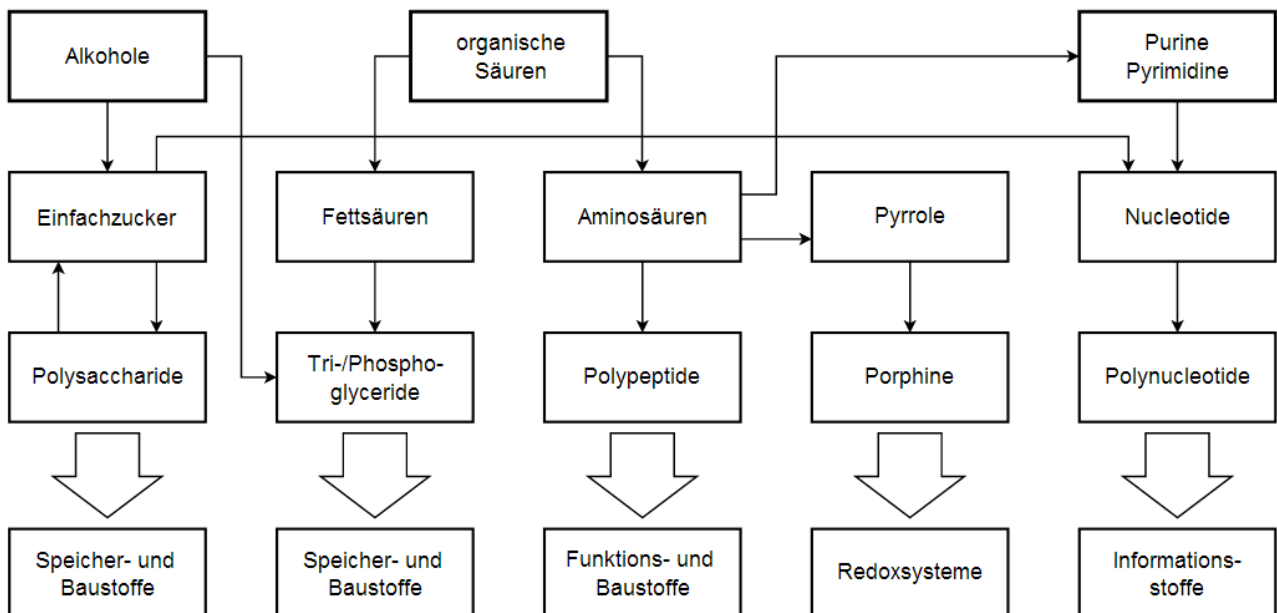 Alkohole
organische
Säuren
Purine
Pyrimidine
Einfachzucker
Fettsäuren
Aminosäuren
Pyrrole
Nucleotide
Polysaccharide
Tri-/Phospho-
glyceride
Polypeptide
Porphine
Polynucleotide
Speicher- und
Baustoffe
Speicher- und
Baustoffe
Funktions- und
Baustoffe
Redoxsysteme
Informations-
stoffe